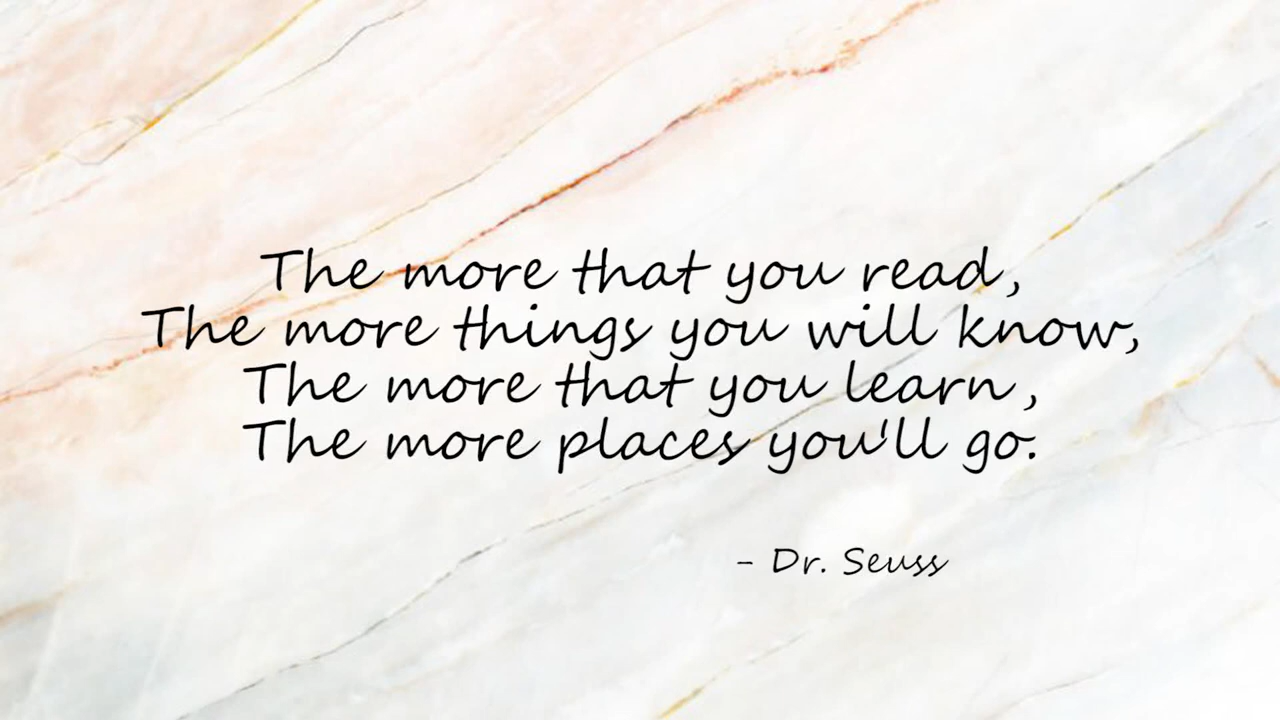 The more that you read,
The more things you will know,
The more that you learn,
The more places you'll go.
- Dr. Seuss